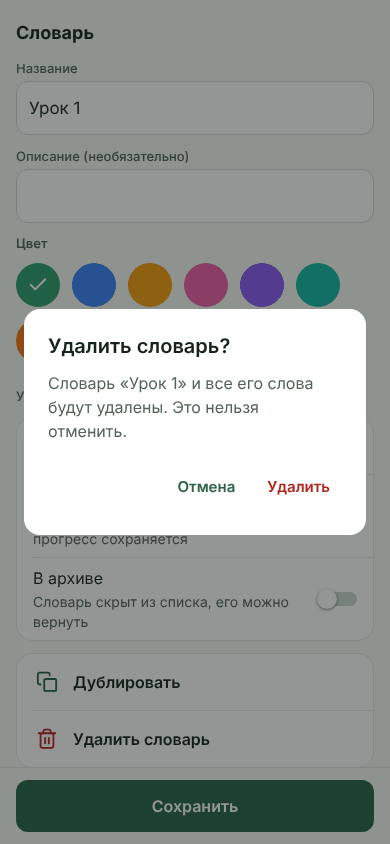 Словарь
Название
Урок 1
Описание (необязательно)
Цвет
Удалить словарь?
Словарь «Урок 1» и все его слова
будут удалены. Это нельзя
отменить.
Отмена
Удалить
прогресс сохраняется
В архиве
Словарь скрыт из списка, его можно
вернуть
Дублировать
Удалить словарь
Сохранить